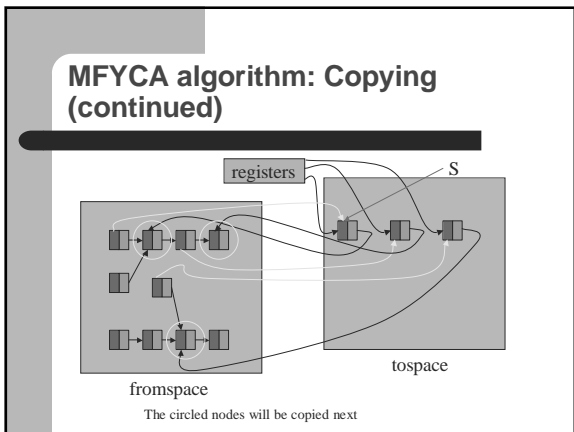 MFYCA algorithm: Copying
(continued)
registers
S
fromspace
tospace
The circled nodes will be copied next